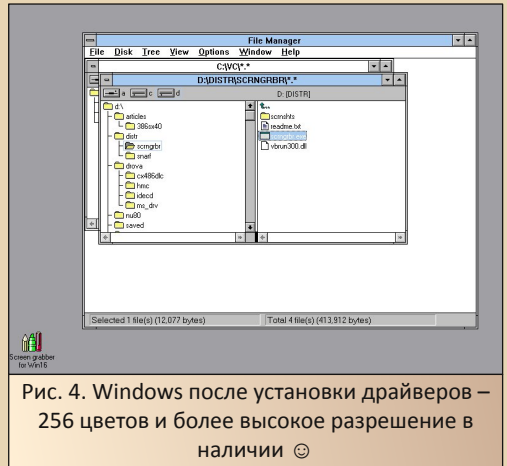 File Manager
File Disk Tree View Options Window Help
C:\VC\*.*
D:\DISTR\SCRNGRBR\*.*
a c d D: [DISTR]
d:\
articles
386sx40
distr
scrngrbr
snarf
drova
cx486dlc
hmc
idecd
ms_drv
nu80
saved
scrnshts
readme.txt
scrngrbr.exe
vbrun300.dll
Selected 1 file(s) (12,077 bytes) Total 4 file(s) (413,912 bytes)
Screen grabber
for Win16
Рис. 4. Windows после установки драйверов –
256 цветов и более высокое разрешение в
наличии ☺